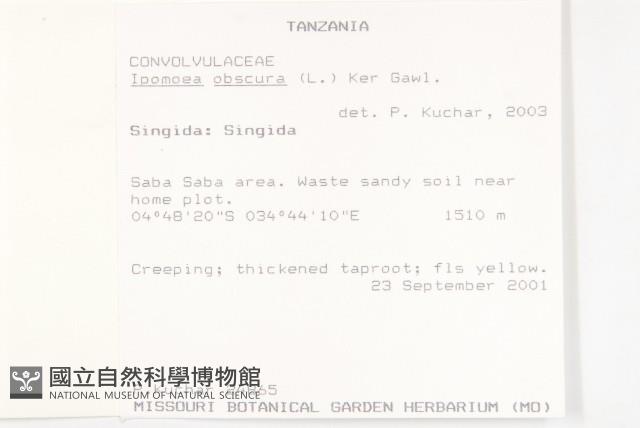 TANZANIA
CONVOLVULACEAE
Ipomoea obscura (L.) Ker Gawl.
det. P. Kuchar, 2003
Singida: Singida
Saba Saba area. Waste sandy soil near
home plot.
04°48'20"S 034°44'10"E 1510 m
Creeping; thickened taproot; fls yellow.
23 September 2001
P. Kuchar
國立自然科學博物館
NATIONAL MUSEUM OF NATURAL SCIENCE
MISSOURI BOTANICAL GARDEN HERBARIUM (MO)